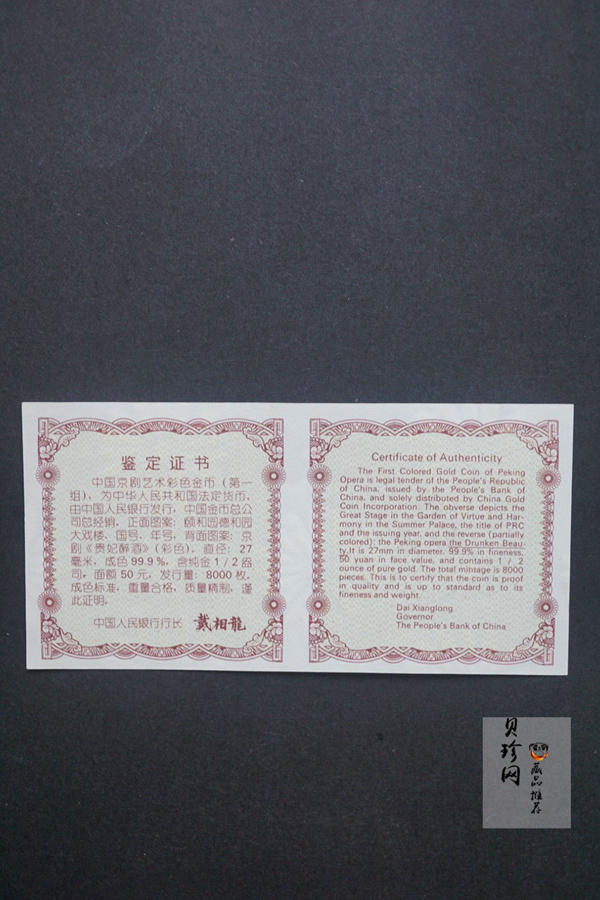 鉴定证书
中国京剧艺术彩色金币(第一
组),为中华人民共和国法定货币,
由中国人民银行发行,中国金币总公
司总经销,正面图案:颐和园德和园
大戏楼、国号、年号,背面图案:京
剧《贵妃醉酒》(彩色),直径:27
毫米,成色99.9%,含纯金1/2盎
司,面额50元,发行量:8000枚。
成色标准,重量合格,质量精制,谨
此证明。
中国人民银行行长 戴相龍
Certificate of Authenticity
The First Colored Gold Coin of Peking
Opera is legal tender of the People's Republic
of China, issued by the People's Bank of
China, and solely distributed by China Gold
Coin Incorporation. The obverse depicts the
Great Stage in the Garden of Virtue and Har-
mony in the Summer Palace, the title of PRC
and the issuing year, and the reverse (partially
colored): the Peking opera the Drunken Beau-
ty.It is 27mm in diameter, 99.9% in fineness,
50 yuan in face value, and contains 1/2
ounce of pure gold. The total mintage is 8000
pieces. This is to certify that the coin is proof
in quality and is up to standard as to its
fineness and weight.
Dai Xianglong
Governor
The People's Bank of China
贝珍网
藏品推荐